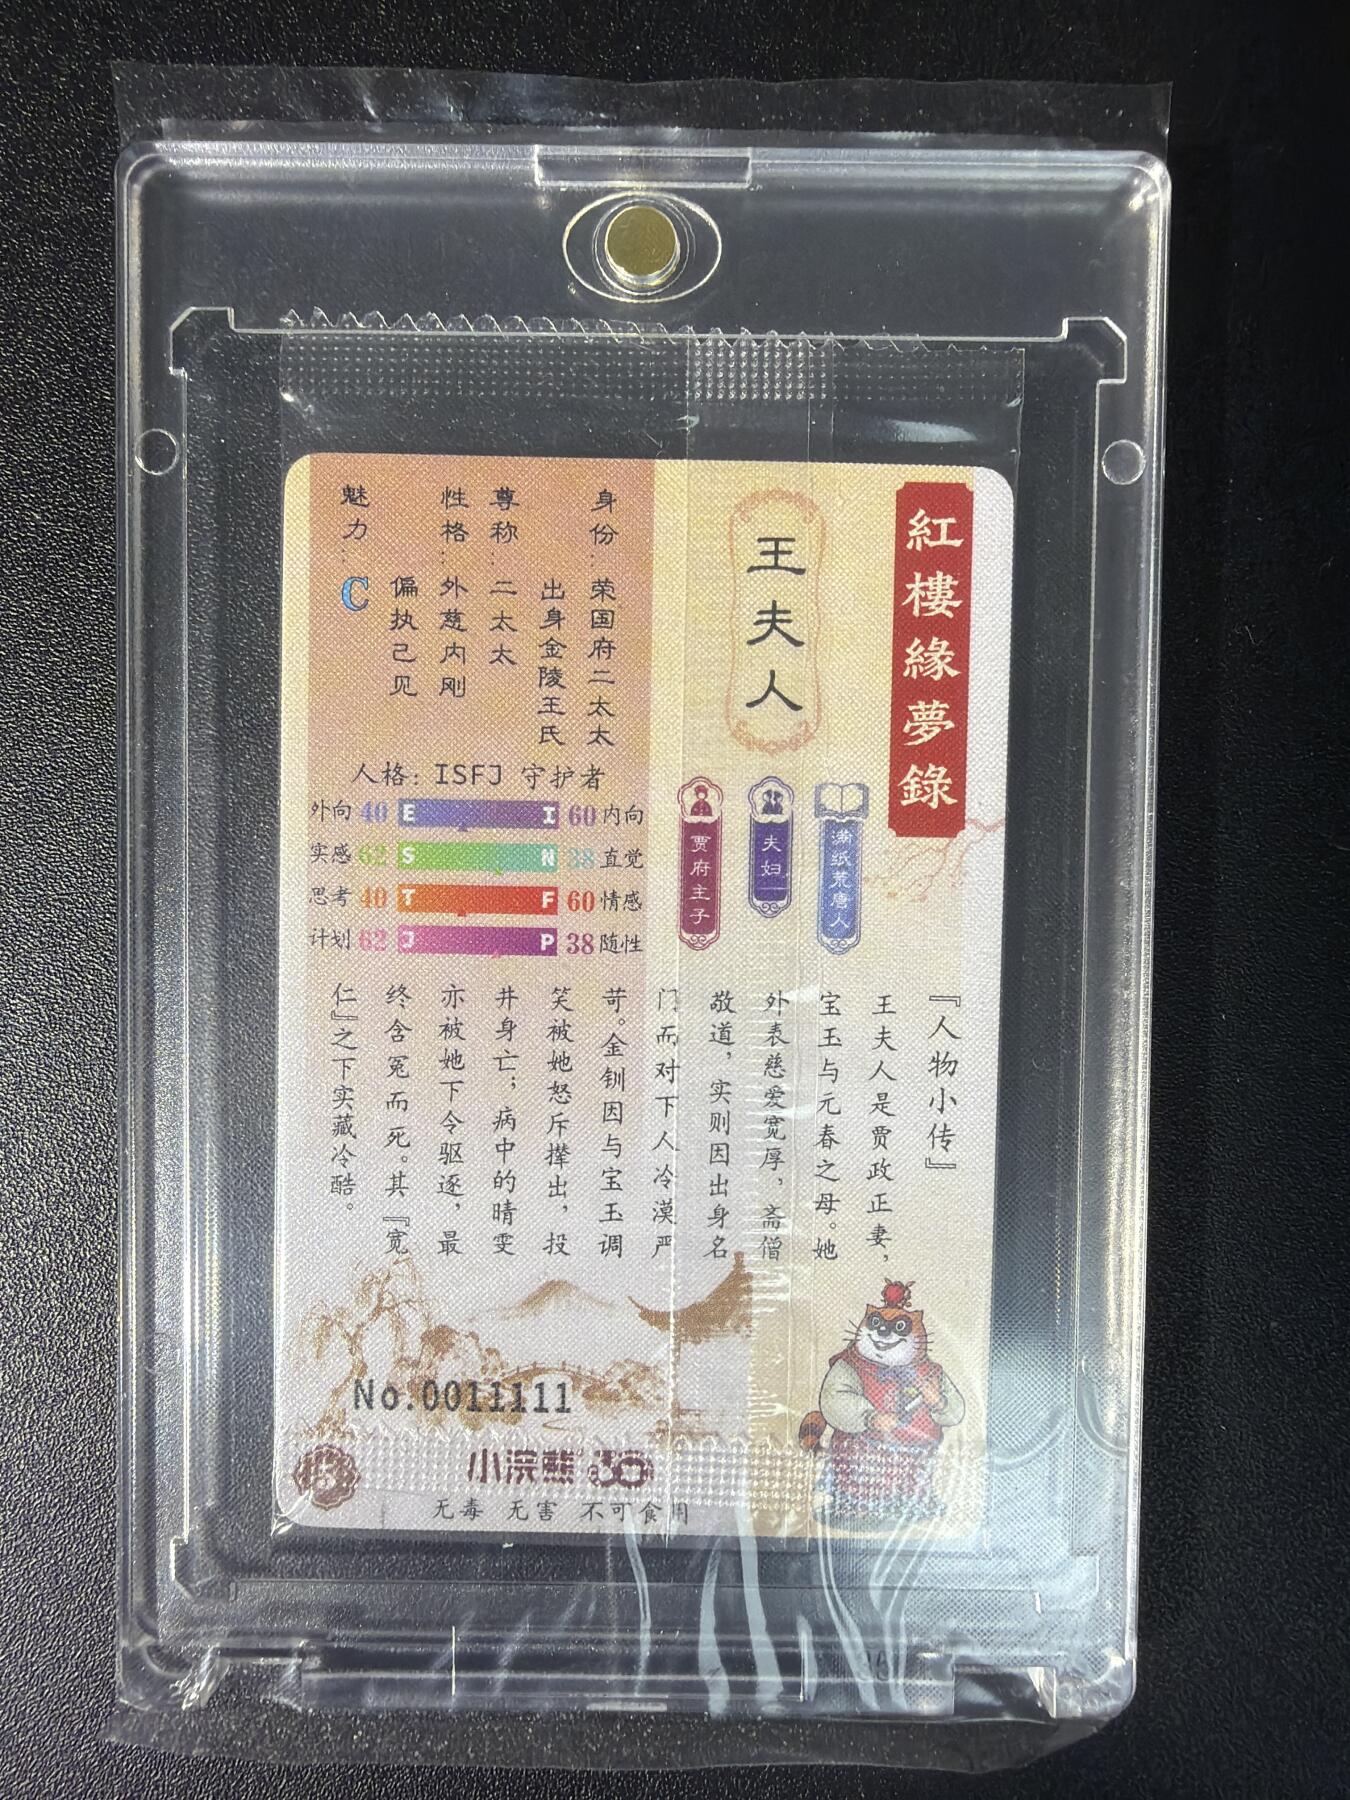 紅樓緣夢錄
王夫人
满纸荒唐人
夫妇
贾府主子
身份：荣国府二太太
出身金陵王氏
尊称：二太太
性格：外慈内刚
偏执己见
魅力：C
人格：ISFJ 守护者
外向 40 E I 60 内向
实感 62 S N 38 直觉
思考 40 T F 60 情感
计划 62 J P 38 随性
『人物小传』
王夫人是贾政正妻，
宝玉与元春之母。她
外表慈爱宽厚，斋僧
敬道，实则因出身名
门而对下人冷漠严
苛。金钏因与宝玉调
笑被她怒斥撵出，投
井身亡；病中的晴雯
亦被她下令驱逐，最
终含冤而死。其『宽
仁』之下实藏冷酷。
No.0011111
小浣熊 30
无毒 无害 不可食用